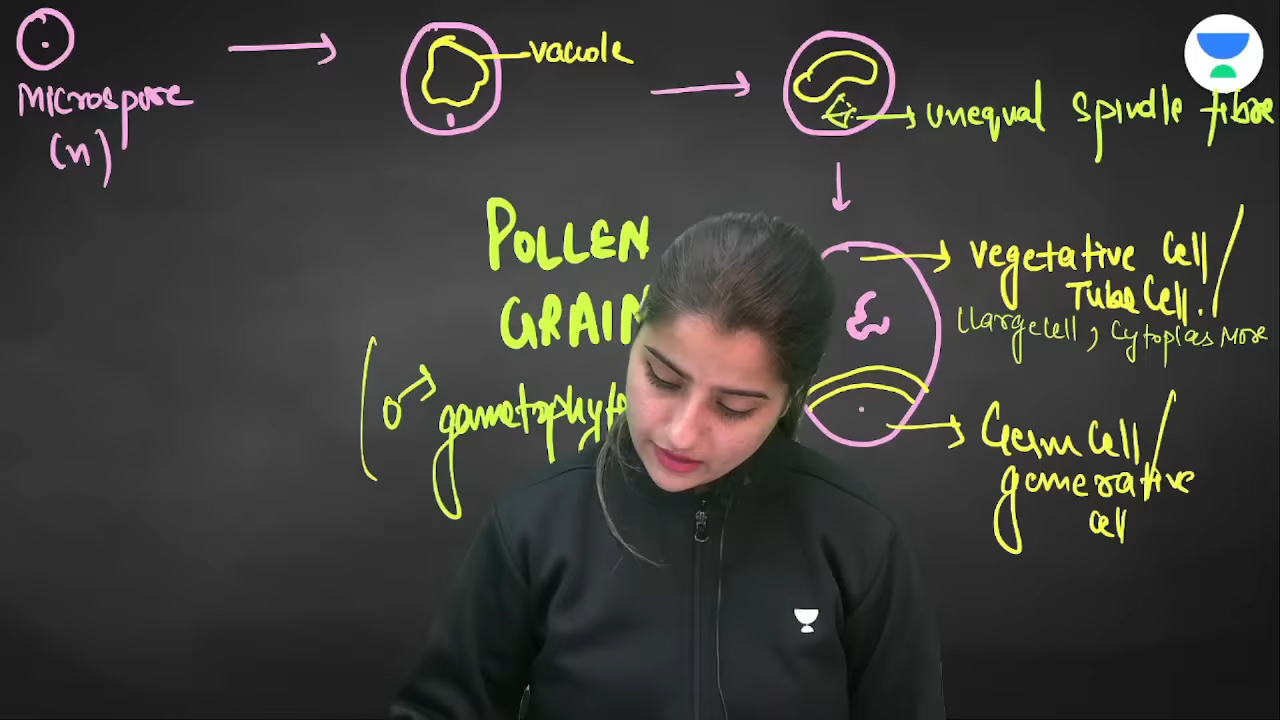 vacuole
Microspore
(n)
unequal spindle fibre
POLLEN
GRAIN
(♂ gametophyte
vegetative cell /
Tube Cell.
(Large cell, Cytoplasm More
Germ Cell /
generative
cell